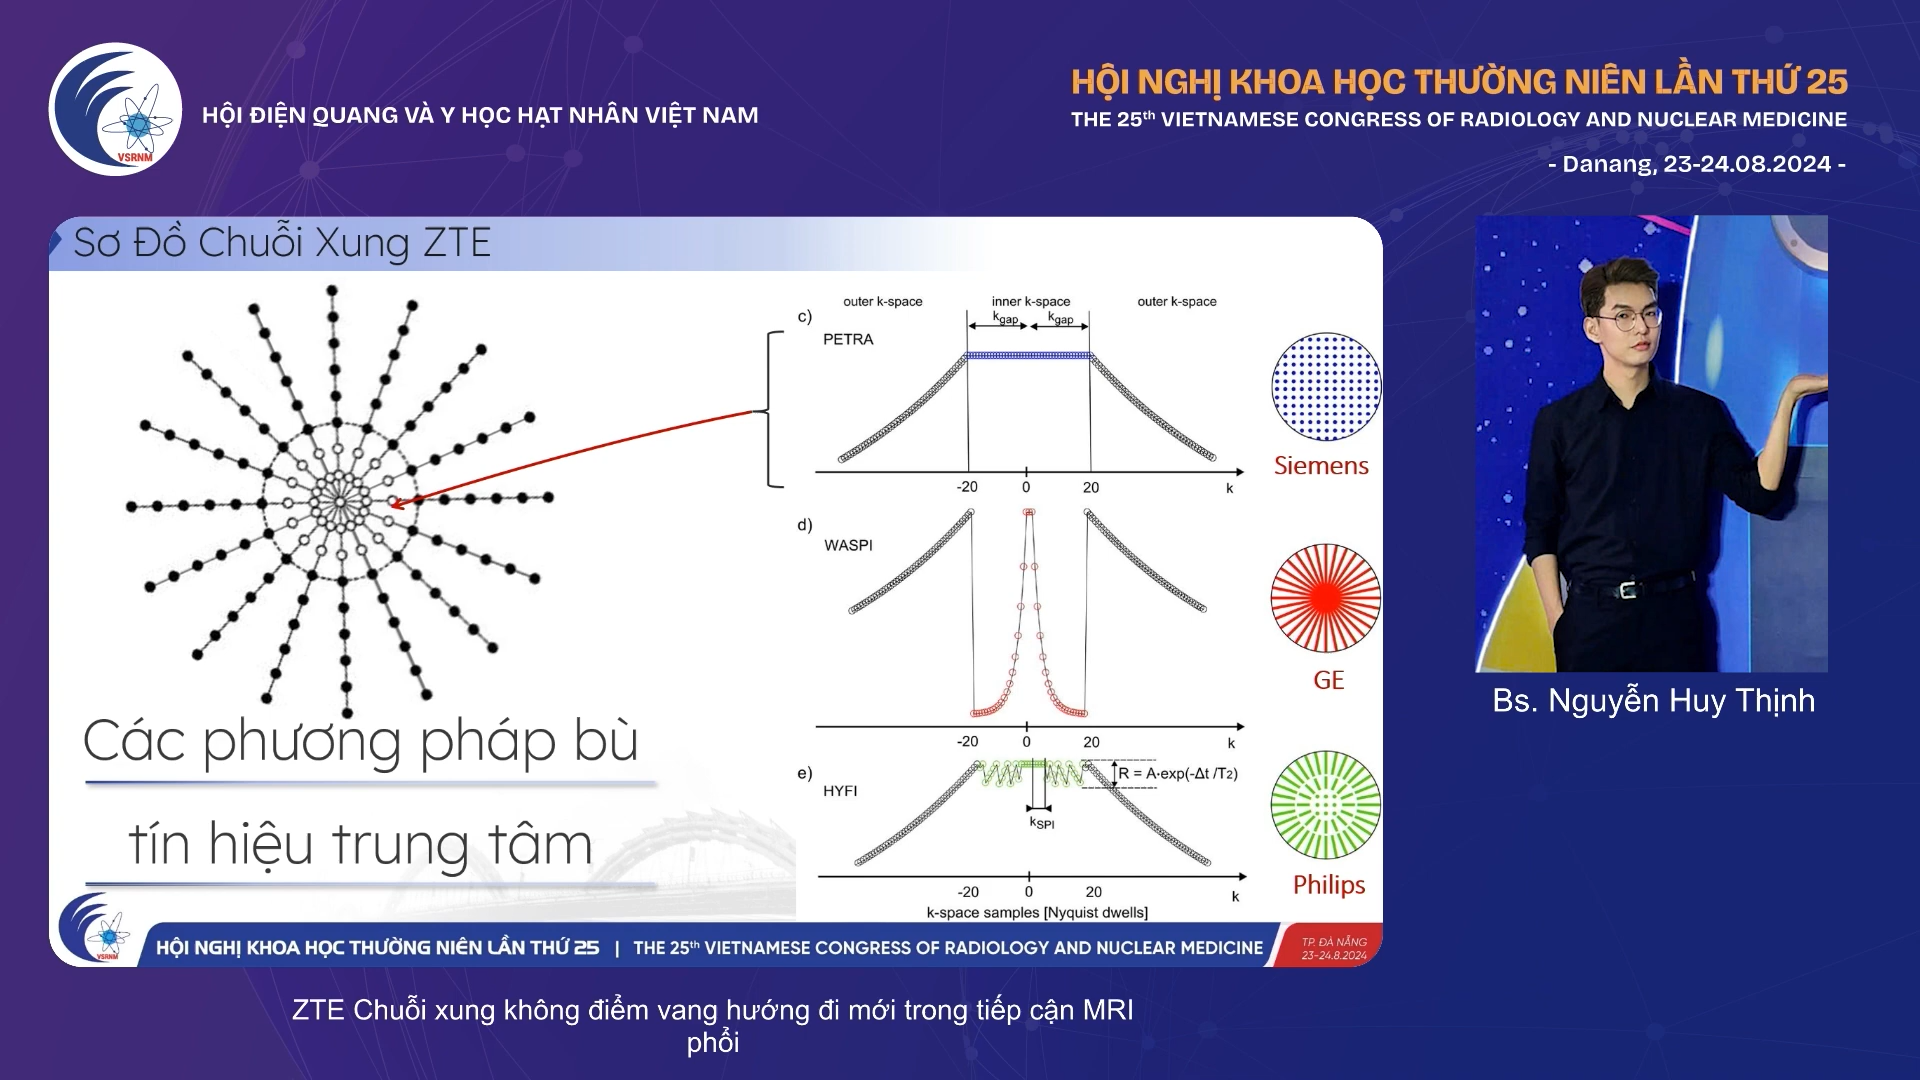 VSRNM
HỘI ĐIỆN QUANG VÀ Y HỌC HẠT NHÂN VIỆT NAM
HỘI NGHỊ KHOA HỌC THƯỜNG NIÊN LẦN THỨ 25
THE 25th VIETNAMESE CONGRESS OF RADIOLOGY AND NUCLEAR MEDICINE
- Danang, 23-24.08.2024 -
Sơ Đồ Chuỗi Xung ZTE
Các phương pháp bù
tín hiệu trung tâm
outer k-space inner k-space outer k-space
c) kgap kgap
PETRA
-20 0 20 k
Siemens
d)
WASPI
-20 0 20 k
GE
e) R = A·exp(-Δt /T2)
HYFI
kSPI
-20 0 20 k
k-space samples [Nyquist dwells]
Philips
VSRNM
HỘI NGHỊ KHOA HỌC THƯỜNG NIÊN LẦN THỨ 25 | THE 25th VIETNAMESE CONGRESS OF RADIOLOGY AND NUCLEAR MEDICINE
TP. ĐÀ NẴNG
23-24.8.2024
Bs. Nguyễn Huy Thịnh
ZTE Chuỗi xung không điểm vang hướng đi mới trong tiếp cận MRI
phổi